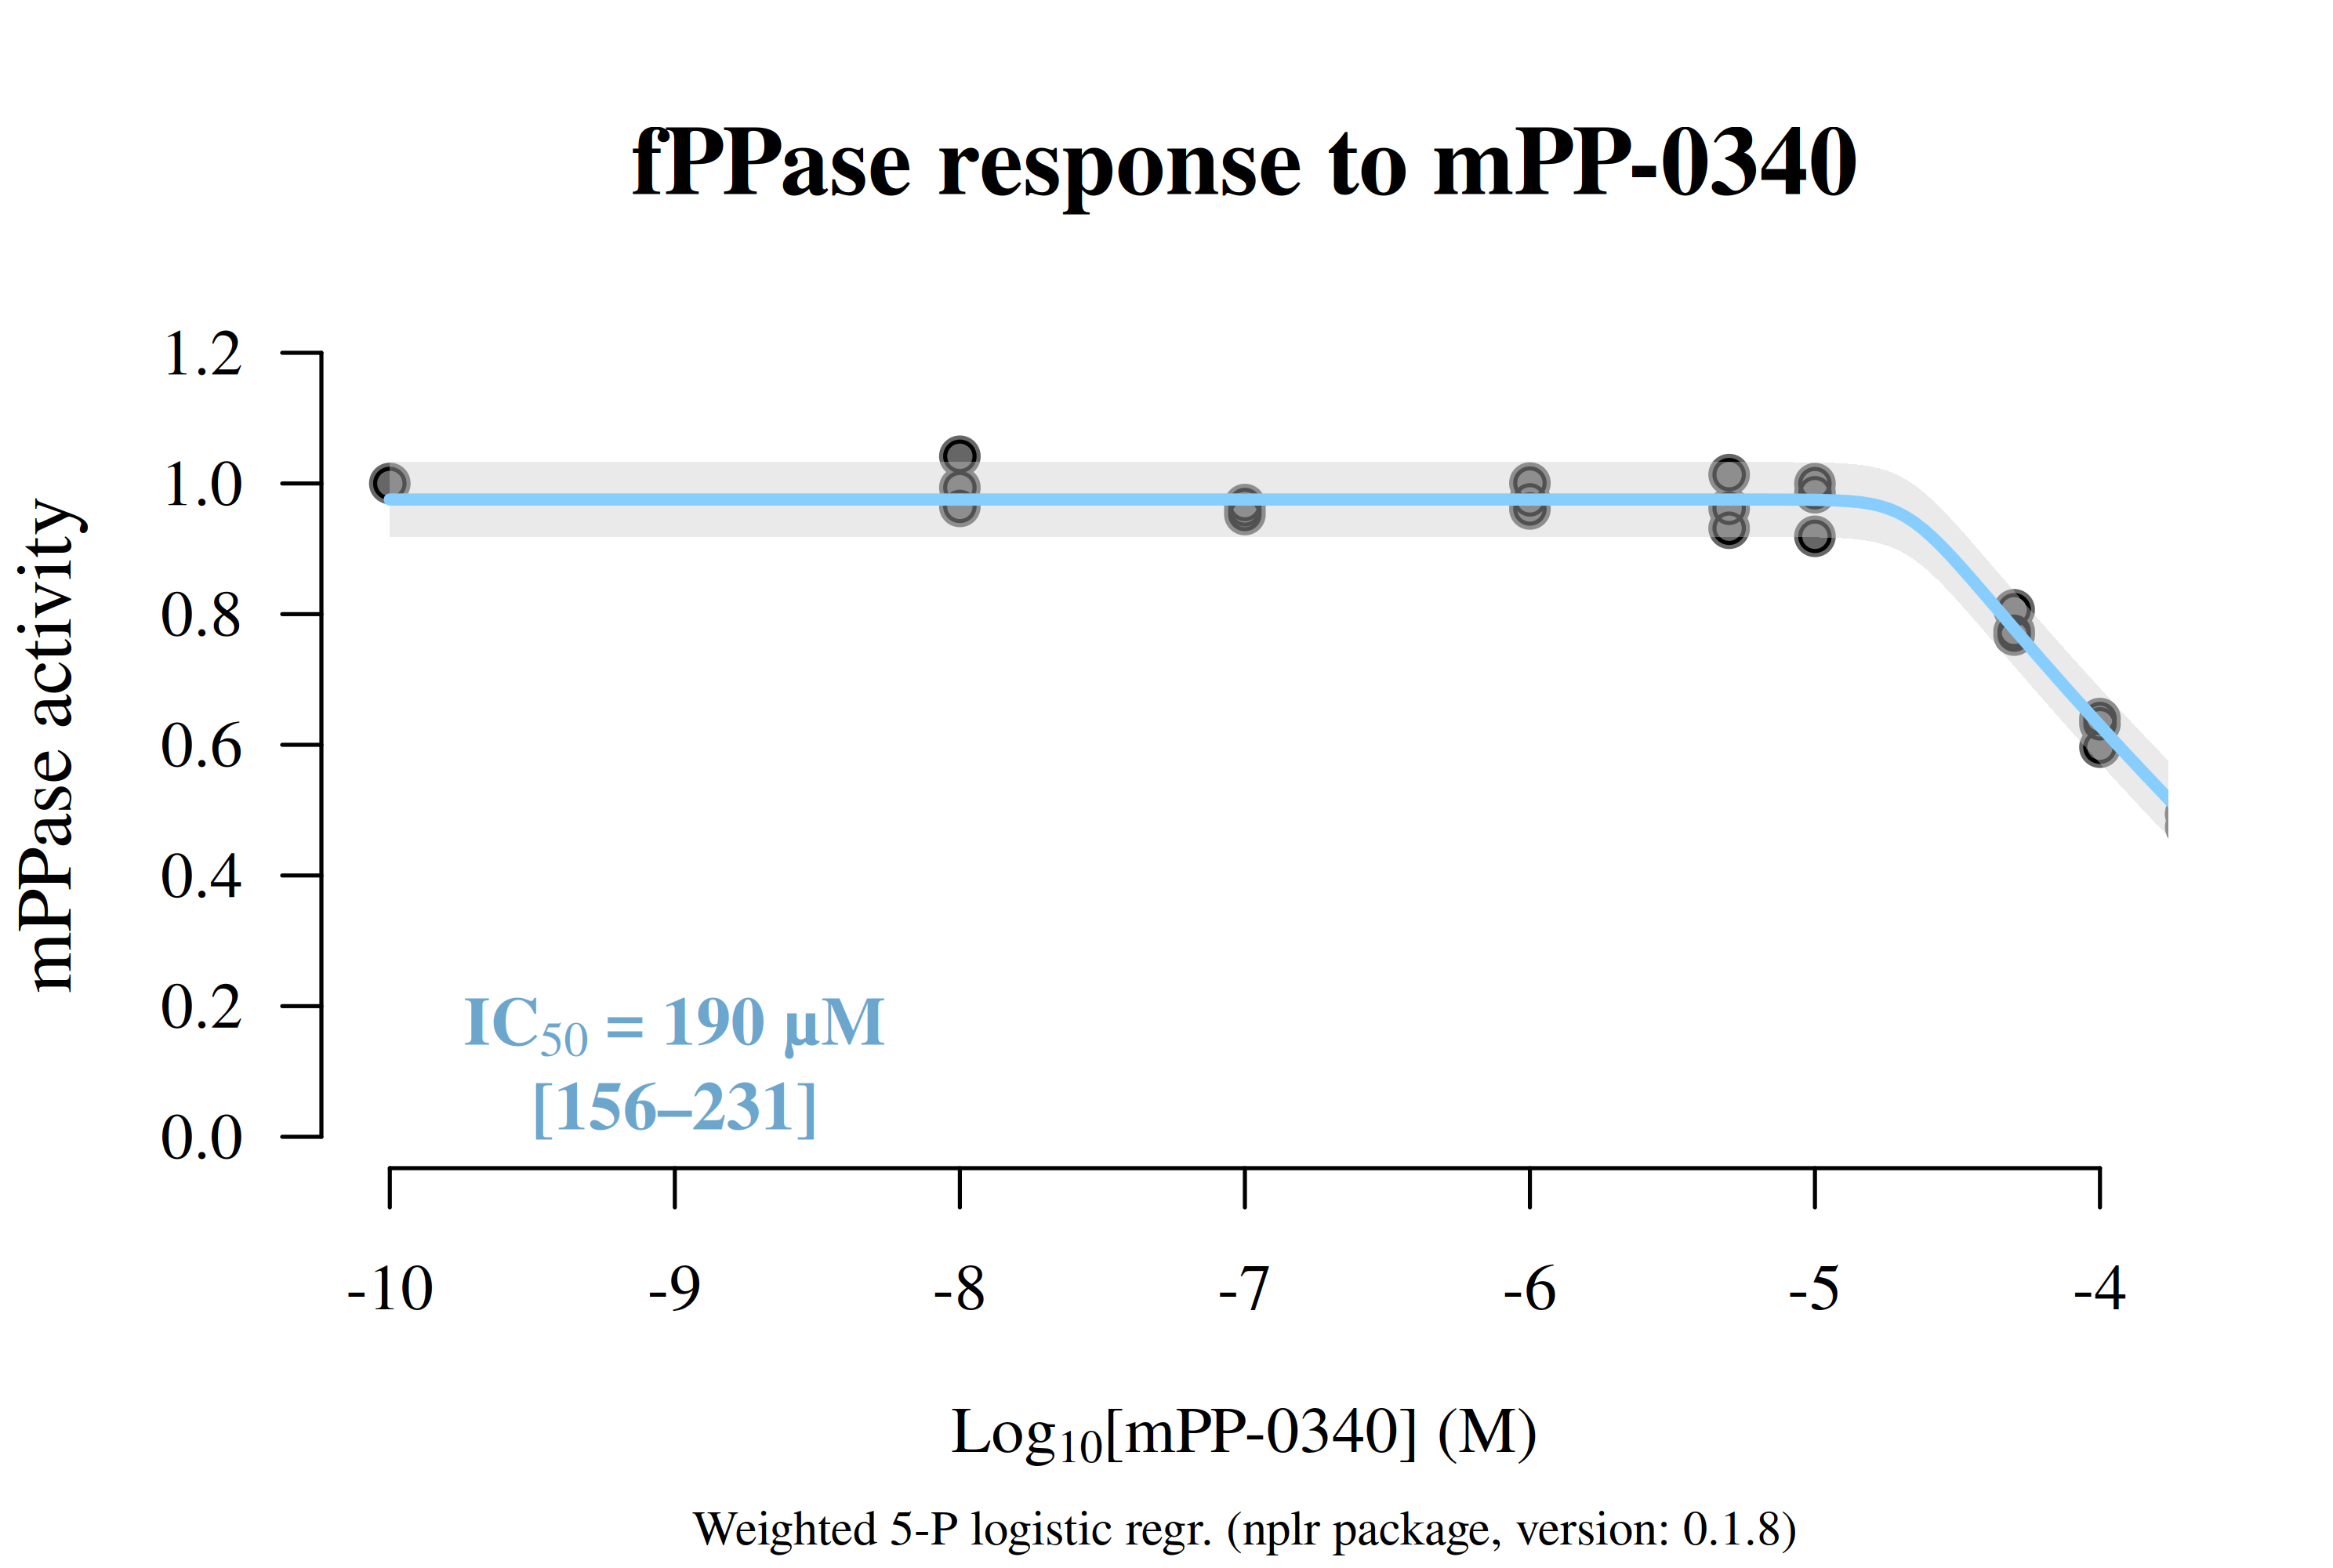 fPPase response to mPP-0340
mPPase activity
1.2
1.0
0.8
0.6
0.4
0.2
0.0
IC50 = 190 µM
[156–231]
-10 -9 -8 -7 -6 -5 -4
Log10[mPP-0340] (M)
Weighted 5-P logistic regr. (nplr package, version: 0.1.8)